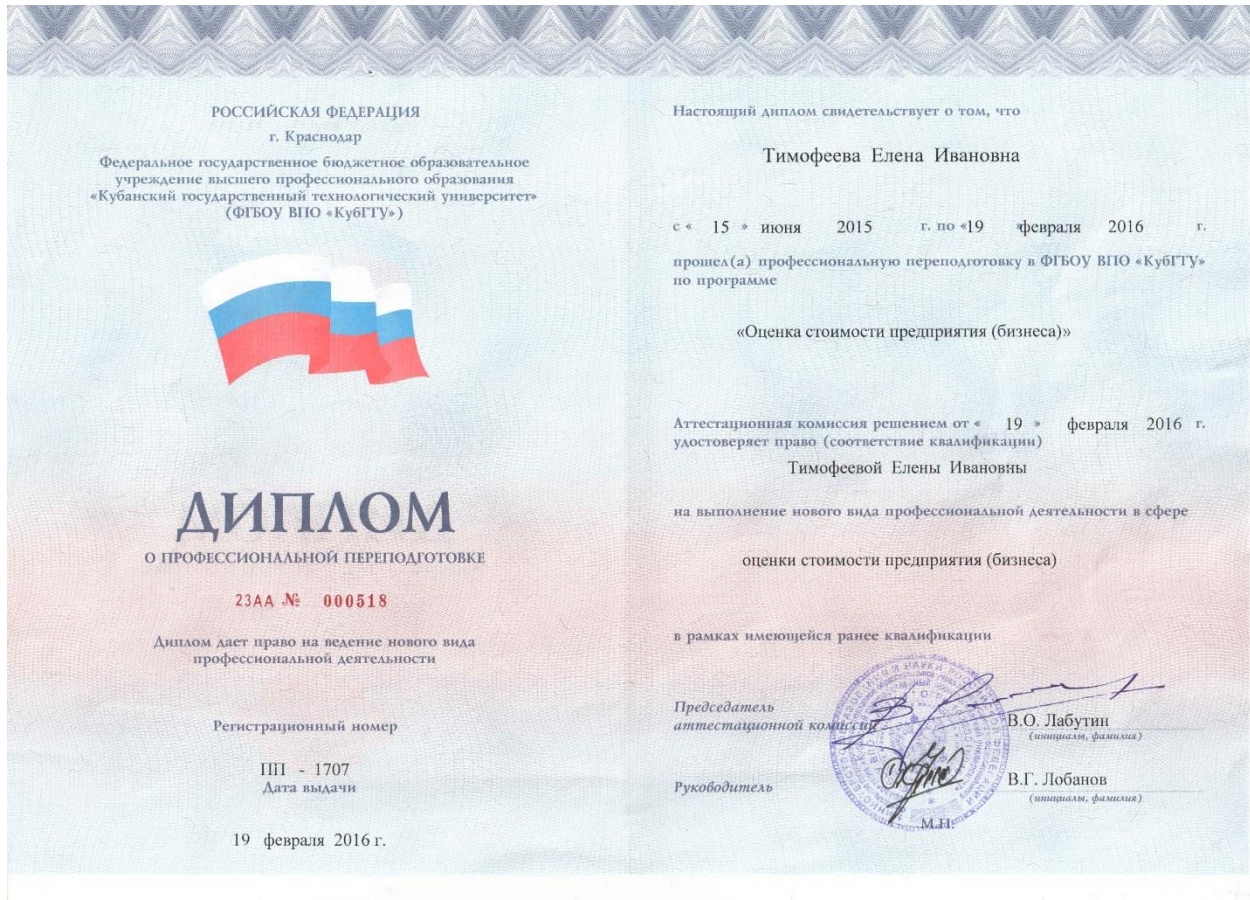 РОССИЙСКАЯ ФЕДЕРАЦИЯ
г. Краснодар
Федеральное государственное бюджетное образовательное
учреждение высшего профессионального образования
«Кубанский государственный технологический университет»
(ФГБОУ ВПО «КубГТУ»)
ДИПЛОМ
О ПРОФЕССИОНАЛЬНОЙ ПЕРЕПОДГОТОВКЕ
23АА № 000518
Диплом дает право на ведение нового вида
профессиональной деятельности
Регистрационный номер
ПП - 1707
Дата выдачи
19 февраля 2016 г.
Настоящий диплом свидетельствует о том, что
Тимофеева Елена Ивановна
с « 15 » июня 2015 г. по «19 » февраля 2016 г.
прошел(а) профессиональную переподготовку в ФГБОУ ВПО «КубГТУ»
по программе
«Оценка стоимости предприятия (бизнеса)»
Аттестационная комиссия решением от « 19 » февраля 2016 г.
удостоверяет право (соответствие квалификации)
Тимофеевой Елены Ивановны
на выполнение нового вида профессиональной деятельности в сфере
оценки стоимости предприятия (бизнеса)
в рамках имеющейся ранее квалификации
Председатель
аттестационной комиссии
В.О. Лабутин
(инициалы, фамилия)
Руководитель
В.Г. Лобанов
(инициалы, фамилия)
М.П.